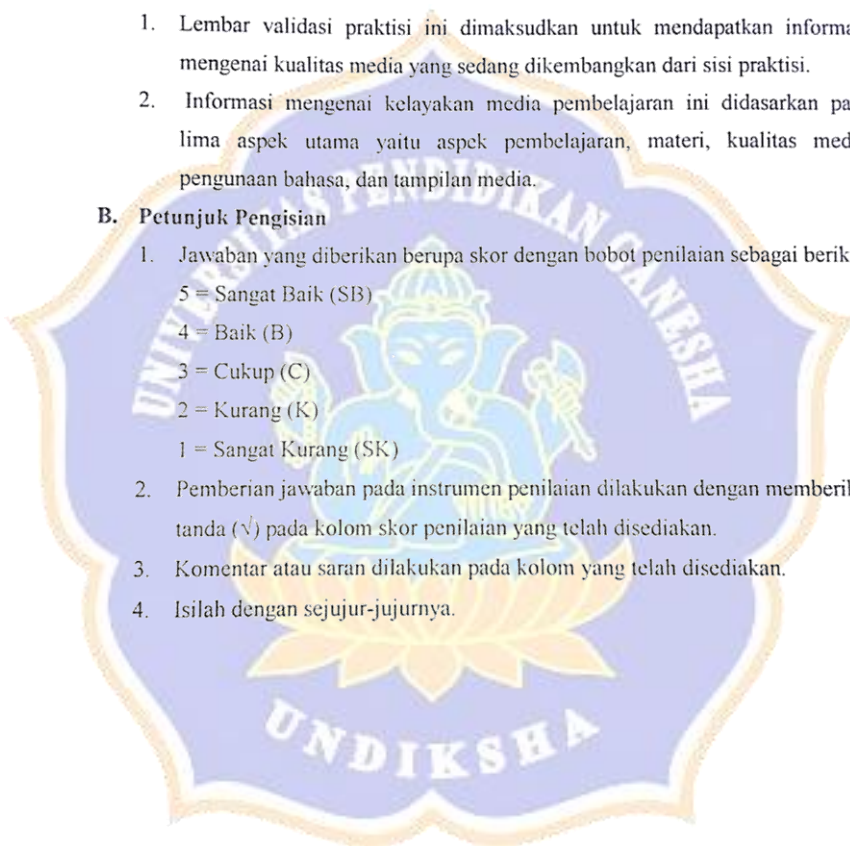 1. Lembar validasi praktisi ini dimaksudkan untuk mendapatkan informa
mengenai kualitas media yang sedang dikembangkan dari sisi praktisi.
2. Informasi mengenai kelayakan media pembelajaran ini didasarkan pa
lima aspek utama yaitu aspek pembelajaran, materi, kualitas med
pengunaan bahasa, dan tampilan media.
B. Petunjuk Pengisian
1. Jawaban yang diberikan berupa skor dengan bobot penilaian sebagai berik
5 = Sangat Baik (SB)
4 = Baik (B)
3 = Cukup (C)
2 = Kurang (K)
1 = Sangat Kurang (SK)
2. Pemberian jawaban pada instrumen penilaian dilakukan dengan memberil
tanda (√) pada kolom skor penilaian yang telah disediakan.
3. Komentar atau saran dilakukan pada kolom yang telah disediakan.
4. Isilah dengan sejujur-jujurnya.
UNIVERSITAS PENDIDIKAN GANESHA
UNDIKSHA